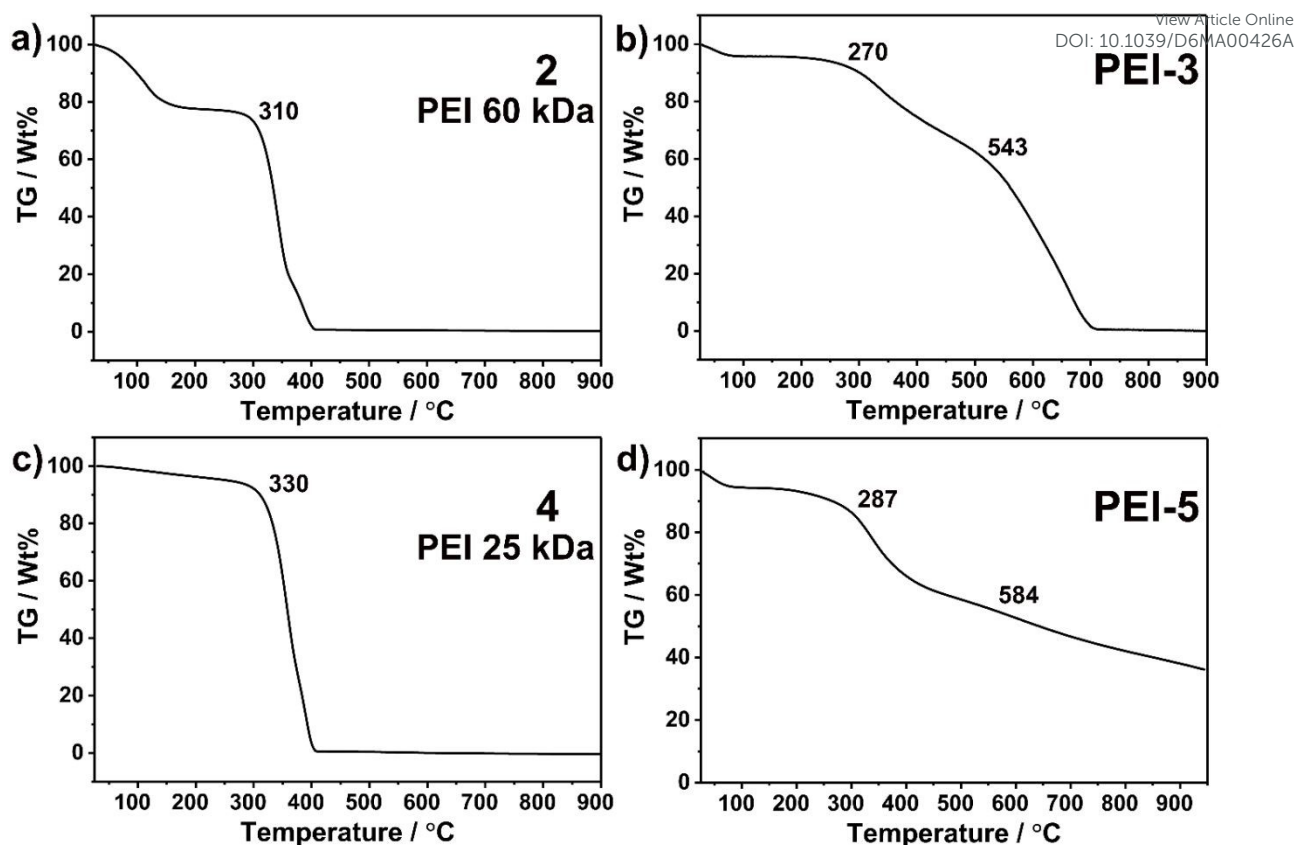 View Article Online
DOI: 10.1039/D6MA00426A
a)
100
80
60
40
20
0
TG / Wt%
310
2
PEI 60 kDa
100 200 300 400 500 600 700 800 900
Temperature / °C
b)
100
80
60
40
20
0
TG / Wt%
270
543
PEI-3
100 200 300 400 500 600 700 800 900
Temperature / °C
c)
100
80
60
40
20
0
TG / Wt%
330
4
PEI 25 kDa
100 200 300 400 500 600 700 800 900
Temperature / °C
d)
100
80
60
40
20
0
TG / Wt%
287
584
PEI-5
100 200 300 400 500 600 700 800 900
Temperature / °C